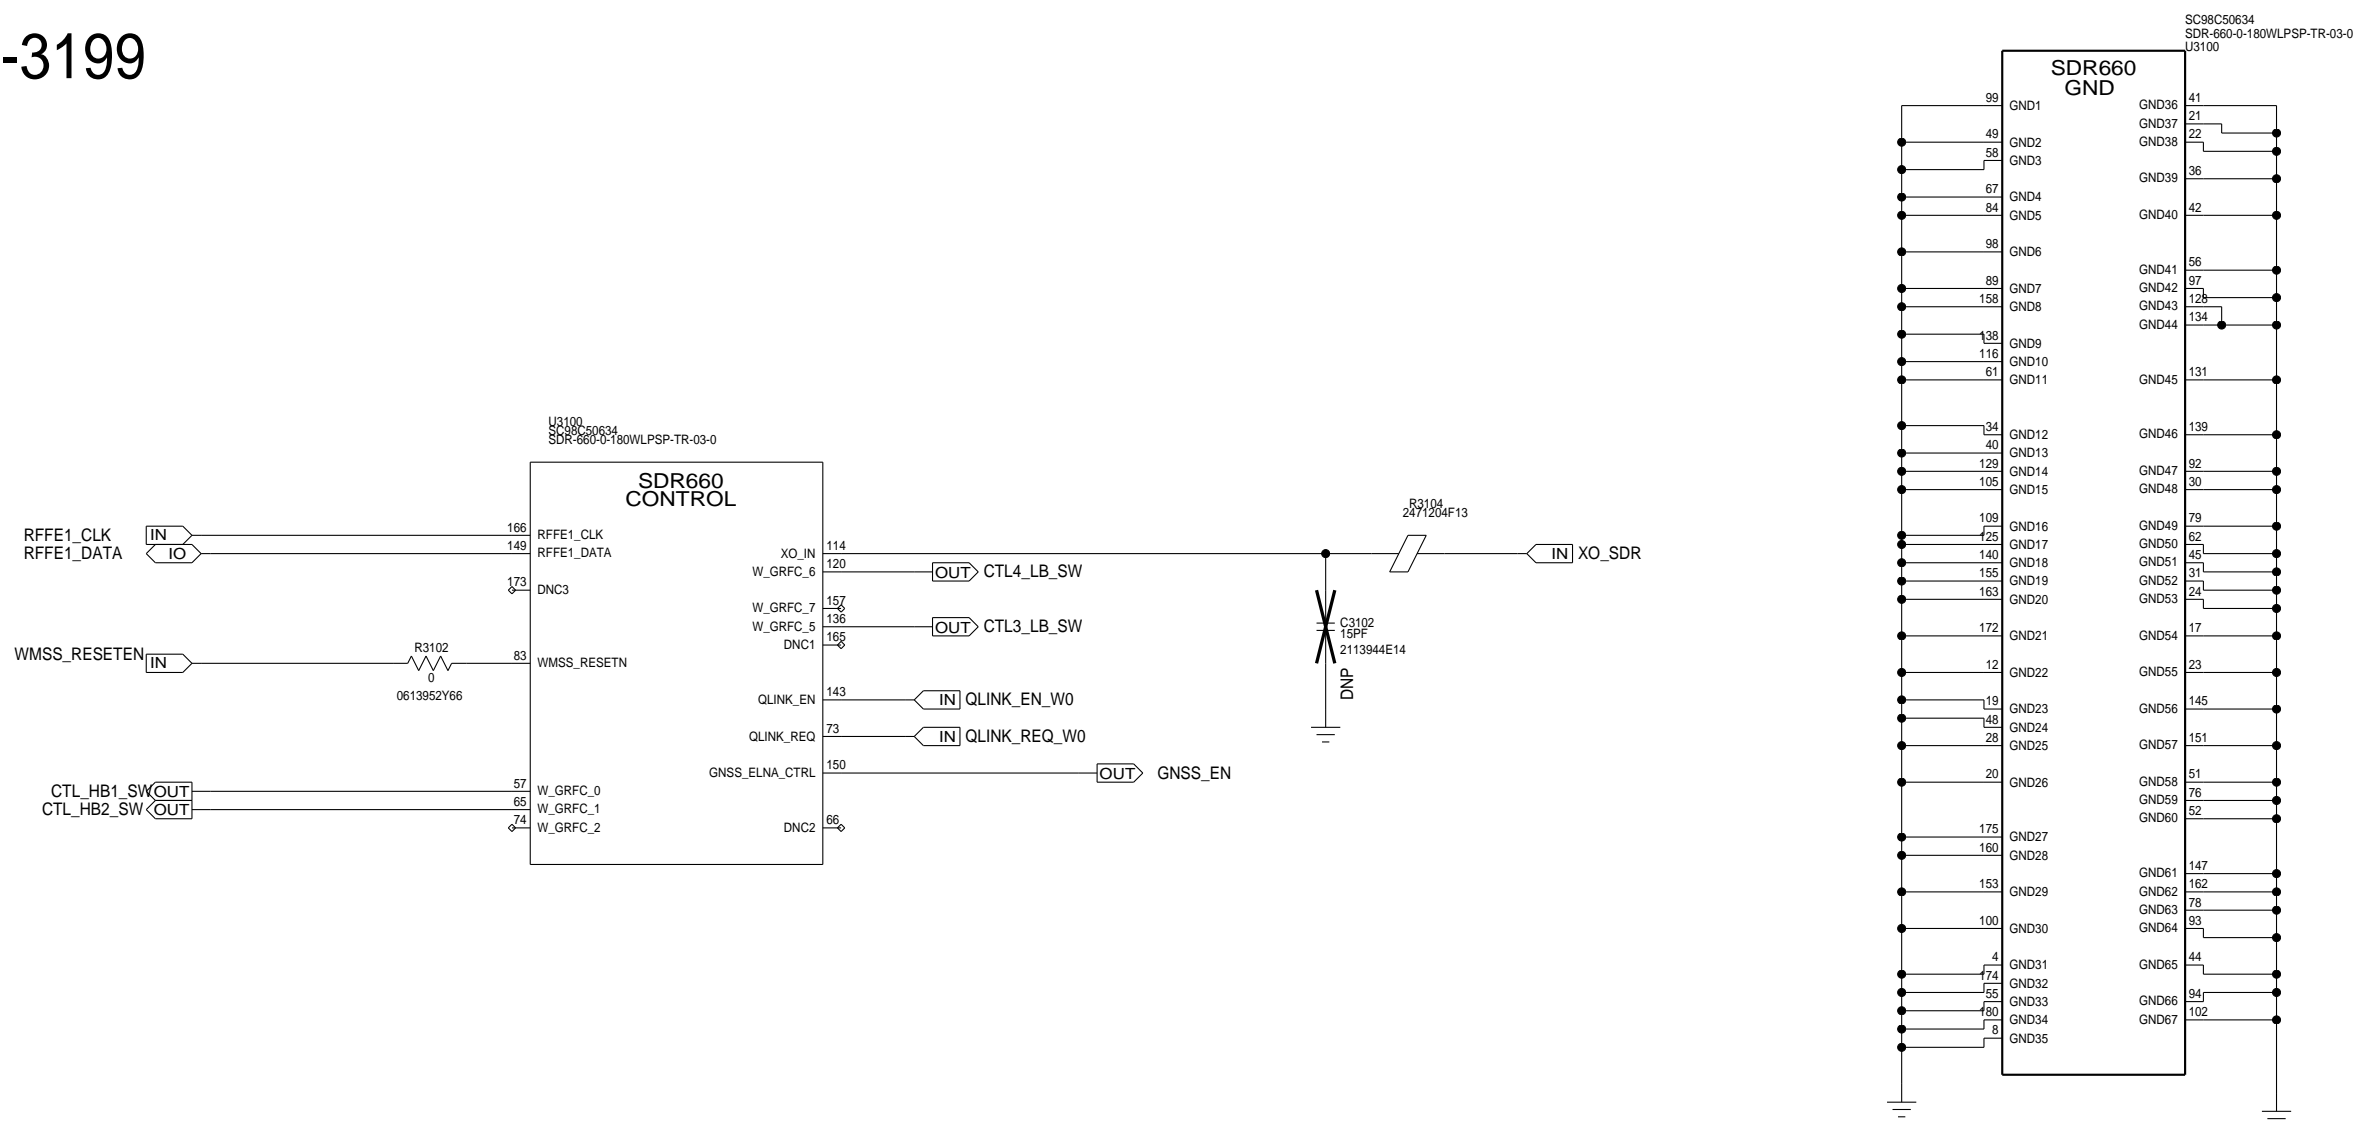 -3199
SC98C50634
SDR-660-0-180WLPSP-TR-03-0
U3100
SDR660
GND
99 GND1 GND36 41
GND37 21
49 GND2 GND38 22
58 GND3
GND39 36
67 GND4
84 GND5 GND40 42
98 GND6
GND41 56
89 GND7 GND42 97
158 GND8 GND43 128
GND44 134
138 GND9
116 GND10
61 GND11 GND45 131
34 GND12 GND46 139
40 GND13
129 GND14 GND47 92
105 GND15 GND48 30
109 GND16 GND49 79
125 GND17 GND50 62
140 GND18 GND51 45
155 GND19 GND52 31
163 GND20 GND53 24
172 GND21 GND54 17
12 GND22 GND55 23
19 GND23 GND56 145
48 GND24
28 GND25 GND57 151
20 GND26 GND58 51
GND59 76
GND60 52
175 GND27
160 GND28
GND61 147
153 GND29 GND62 162
GND63 78
100 GND30 GND64 93
4 GND31 GND65 44
174 GND32
55 GND33 GND66 94
180 GND34 GND67 102
8 GND35
U3100
SC98C50634
SDR-660-0-180WLPSP-TR-03-0
SDR660
CONTROL
RFFE1_CLK IN 166 RFFE1_CLK
RFFE1_DATA IO 149 RFFE1_DATA
173 DNC3
WMSS_RESETEN IN
R3102
0
0613952Y66
83 WMSS_RESETN
CTL_HB1_SW OUT 57 W_GRFC_0
CTL_HB2_SW OUT 65 W_GRFC_1
74 W_GRFC_2
XO_IN 114
W_GRFC_6 120 OUT CTL4_LB_SW
W_GRFC_7 157
W_GRFC_5 136 OUT CTL3_LB_SW
DNC1 165
QLINK_EN 143 IN QLINK_EN_W0
QLINK_REQ 73 IN QLINK_REQ_W0
GNSS_ELNA_CTRL 150 OUT GNSS_EN
DNC2 66
R3104
2471204F13
IN XO_SDR
C3102
15PF
2113944E14
DNP